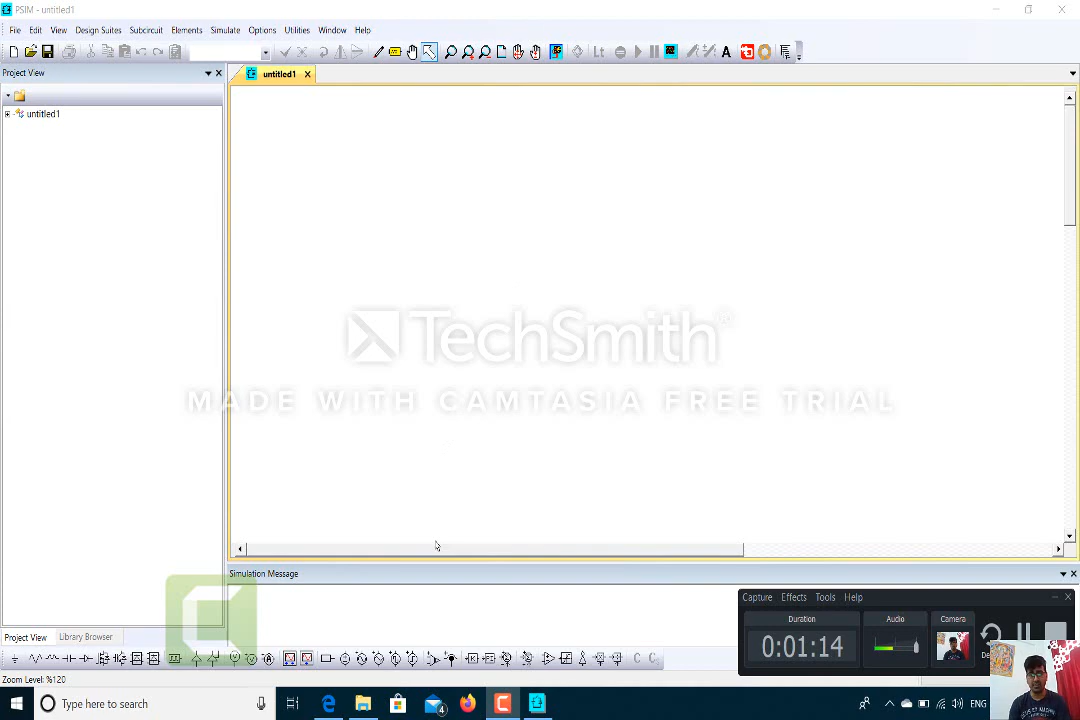 PSIM - untitled1
File Edit View Design Suites Subcircuit Elements Simulate Options Utilities Window Help
Lt A
Project View
untitled1
untitled1
TechSmith®
MADE WITH CAMTASIA FREE TRIAL
Simulation Message
Capture Effects Tools Help
Duration Audio Camera
0:01:14
Project View Library Browser
Zoom Level: %120
Type here to search
4
ENG